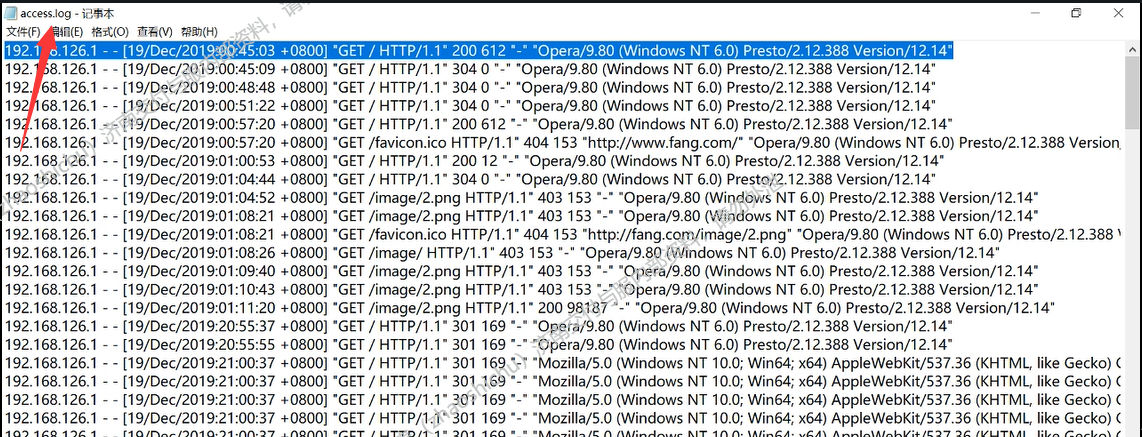 access.log - 记事本
文件(F) 编辑(E) 格式(O) 查看(V) 帮助(H)
192.168.126.1 - - [19/Dec/2019:00:45:03 +0800] "GET / HTTP/1.1" 200 612 "-" "Opera/9.80 (Windows NT 6.0) Presto/2.12.388 Version/12.14"
192.168.126.1 - - [19/Dec/2019:00:45:09 +0800] "GET / HTTP/1.1" 304 0 "-" "Opera/9.80 (Windows NT 6.0) Presto/2.12.388 Version/12.14"
192.168.126.1 - - [19/Dec/2019:00:48:48 +0800] "GET / HTTP/1.1" 304 0 "-" "Opera/9.80 (Windows NT 6.0) Presto/2.12.388 Version/12.14"
192.168.126.1 - - [19/Dec/2019:00:51:22 +0800] "GET / HTTP/1.1" 304 0 "-" "Opera/9.80 (Windows NT 6.0) Presto/2.12.388 Version/12.14"
192.168.126.1 - - [19/Dec/2019:00:57:20 +0800] "GET / HTTP/1.1" 200 612 "-" "Opera/9.80 (Windows NT 6.0) Presto/2.12.388 Version/12.14"
192.168.126.1 - - [19/Dec/2019:00:57:20 +0800] "GET /favicon.ico HTTP/1.1" 404 153 "http://www.fang.com/" "Opera/9.80 (Windows NT 6.0) Presto/2.12.388 Version
192.168.126.1 - - [19/Dec/2019:01:00:53 +0800] "GET / HTTP/1.1" 200 12 "-" "Opera/9.80 (Windows NT 6.0) Presto/2.12.388 Version/12.14"
192.168.126.1 - - [19/Dec/2019:01:04:44 +0800] "GET / HTTP/1.1" 304 0 "-" "Opera/9.80 (Windows NT 6.0) Presto/2.12.388 Version/12.14"
192.168.126.1 - - [19/Dec/2019:01:04:52 +0800] "GET /image/2.png HTTP/1.1" 403 153 "-" "Opera/9.80 (Windows NT 6.0) Presto/2.12.388 Version/12.14"
192.168.126.1 - - [19/Dec/2019:01:08:21 +0800] "GET /image/2.png HTTP/1.1" 403 153 "-" "Opera/9.80 (Windows NT 6.0) Presto/2.12.388 Version/12.14"
192.168.126.1 - - [19/Dec/2019:01:08:21 +0800] "GET /favicon.ico HTTP/1.1" 404 153 "http://fang.com/image/2.png" "Opera/9.80 (Windows NT 6.0) Presto/2.12.388 V
192.168.126.1 - - [19/Dec/2019:01:08:26 +0800] "GET /image/ HTTP/1.1" 403 153 "-" "Opera/9.80 (Windows NT 6.0) Presto/2.12.388 Version/12.14"
192.168.126.1 - - [19/Dec/2019:01:09:40 +0800] "GET /image/2.png HTTP/1.1" 403 153 "-" "Opera/9.80 (Windows NT 6.0) Presto/2.12.388 Version/12.14"
192.168.126.1 - - [19/Dec/2019:01:10:43 +0800] "GET /image/2.png HTTP/1.1" 403 153 "-" "Opera/9.80 (Windows NT 6.0) Presto/2.12.388 Version/12.14"
192.168.126.1 - - [19/Dec/2019:01:11:20 +0800] "GET /image/2.png HTTP/1.1" 200 98187 "-" "Opera/9.80 (Windows NT 6.0) Presto/2.12.388 Version/12.14"
192.168.126.1 - - [19/Dec/2019:20:55:37 +0800] "GET / HTTP/1.1" 301 169 "-" "Opera/9.80 (Windows NT 6.0) Presto/2.12.388 Version/12.14"
192.168.126.1 - - [19/Dec/2019:20:55:55 +0800] "GET / HTTP/1.1" 301 169 "-" "Opera/9.80 (Windows NT 6.0) Presto/2.12.388 Version/12.14"
192.168.126.1 - - [19/Dec/2019:21:00:37 +0800] "GET / HTTP/1.1" 301 169 "-" "Mozilla/5.0 (Windows NT 10.0; Win64; x64) AppleWebKit/537.36 (KHTML, like Gecko) C
192.168.126.1 - - [19/Dec/2019:21:00:37 +0800] "GET / HTTP/1.1" 301 169 "-" "Mozilla/5.0 (Windows NT 10.0; Win64; x64) AppleWebKit/537.36 (KHTML, like Gecko) C
192.168.126.1 - - [19/Dec/2019:21:00:37 +0800] "GET / HTTP/1.1" 301 169 "-" "Mozilla/5.0 (Windows NT 10.0; Win64; x64) AppleWebKit/537.36 (KHTML, like Gecko) C
192.168.126.1 - - [19/Dec/2019:21:00:37 +0800] "GET / HTTP/1.1" 301 169 "-" "Mozilla/5.0 (Windows NT 10.0; Win64; x64) AppleWebKit/537.36 (KHTML, like Gecko) C
192.168.126.1 - - [19/Dec/2019:21:00:37 +0800] "GET / HTTP/1.1" 301 169 "-" "Mozilla/5.0 (Windows NT 10.0; Win64; x64) AppleWebKit/537.36 (KHTML, like Gecko) C